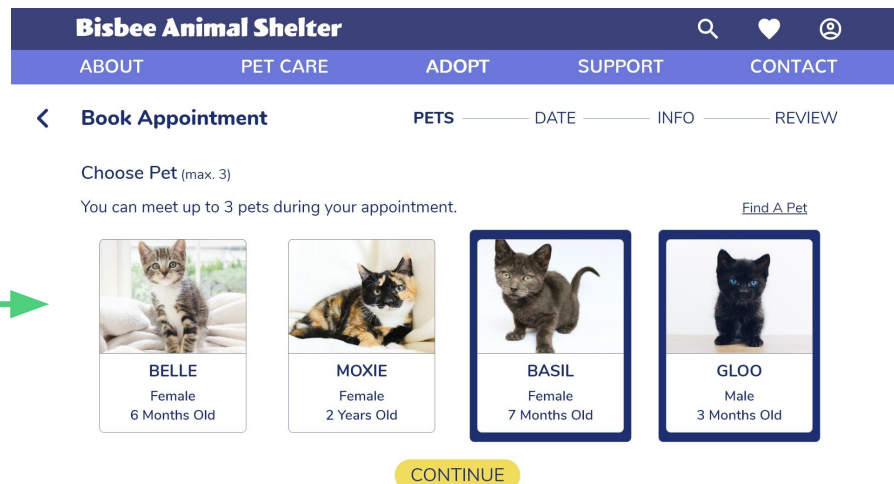 Bisbee Animal Shelter
ABOUT PET CARE ADOPT SUPPORT CONTACT
Book Appointment PETS DATE INFO REVIEW
Choose Pet (max. 3)
You can meet up to 3 pets during your appointment. Find A Pet
BELLE MOXIE BASIL GLOO
Female Female Female Male
6 Months Old 2 Years Old 7 Months Old 3 Months Old
CONTINUE